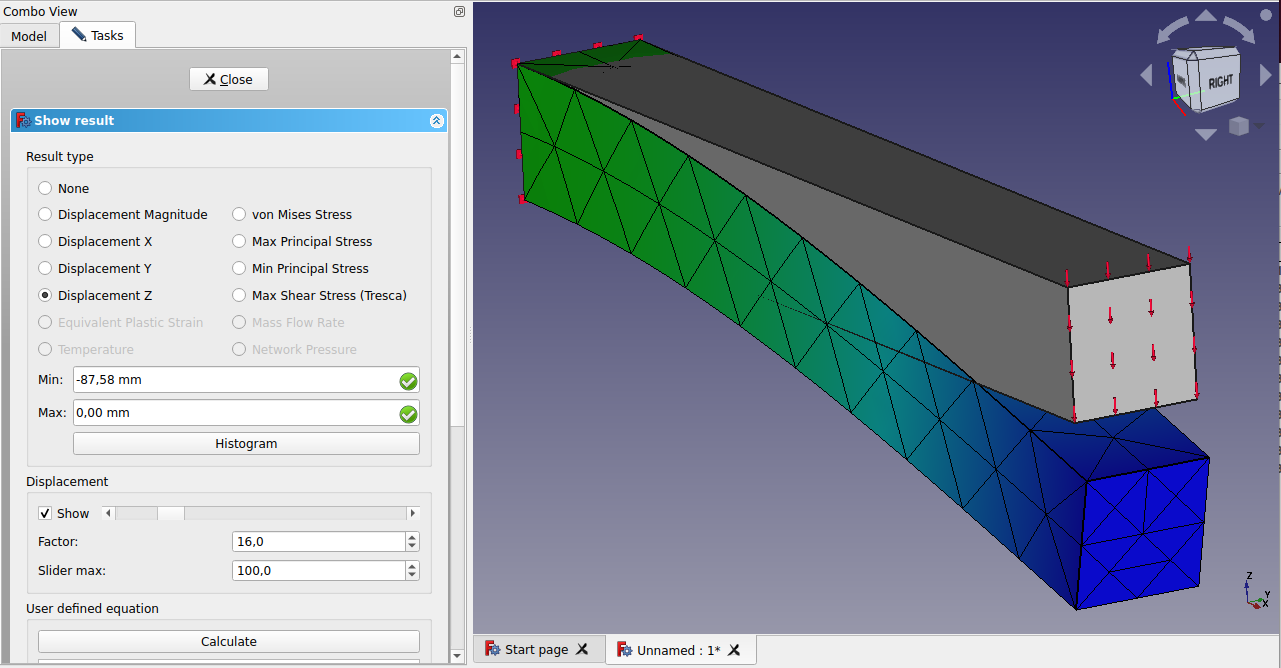 Combo View
Model
Tasks
Close
Show result
Result type
None
Displacement Magnitude
von Mises Stress
Displacement X
Max Principal Stress
Displacement Y
Min Principal Stress
Displacement Z
Max Shear Stress (Tresca)
Equivalent Plastic Strain
Mass Flow Rate
Temperature
Network Pressure
Min:
-87,58 mm
Max:
0,00 mm
Histogram
Displacement
Show
Factor:
16,0
Slider max:
100,0
User defined equation
Calculate
RIGHT
Z
Y
X
Start page
Unnamed : 1*